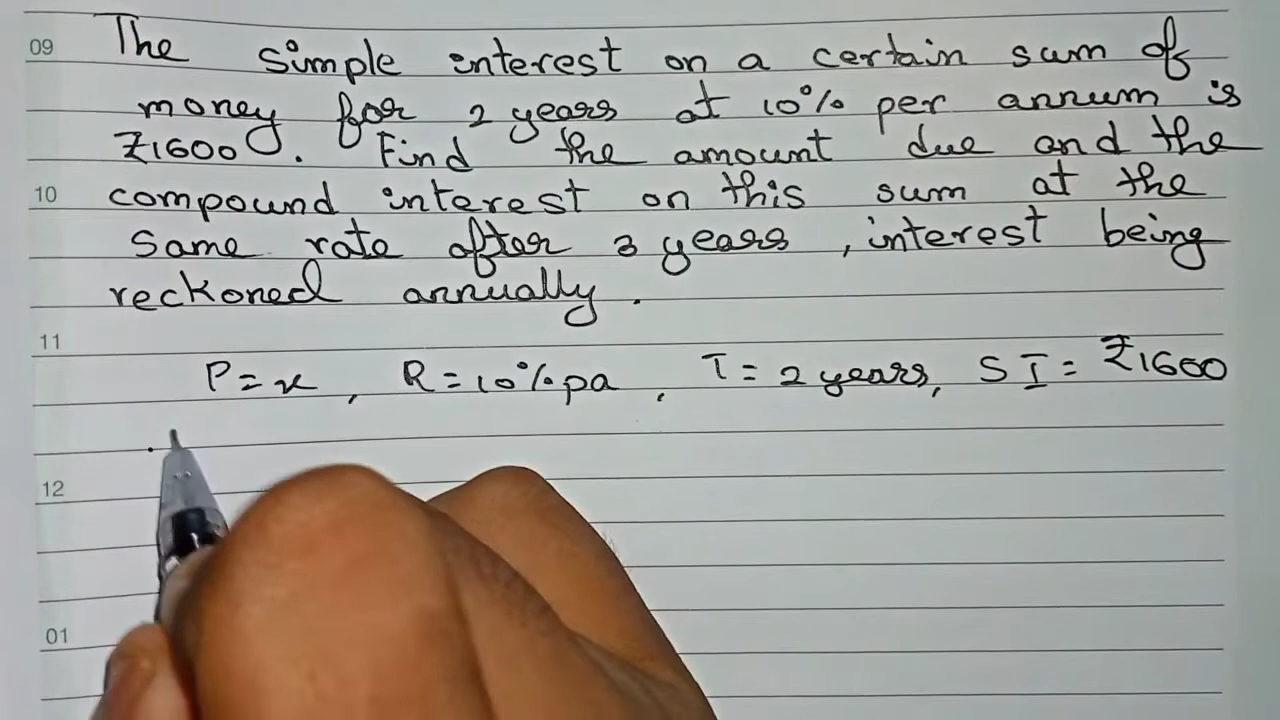 09
The simple interest on a certain sum of
money for 2 years at 10% per annum is
₹1600. Find the amount due and the
10
compound interest on this sum at the
same rate after 3 years, interest being
reckoned annually.
11
P = x, R = 10% pa, T = 2 years, SI = ₹1600
12
01